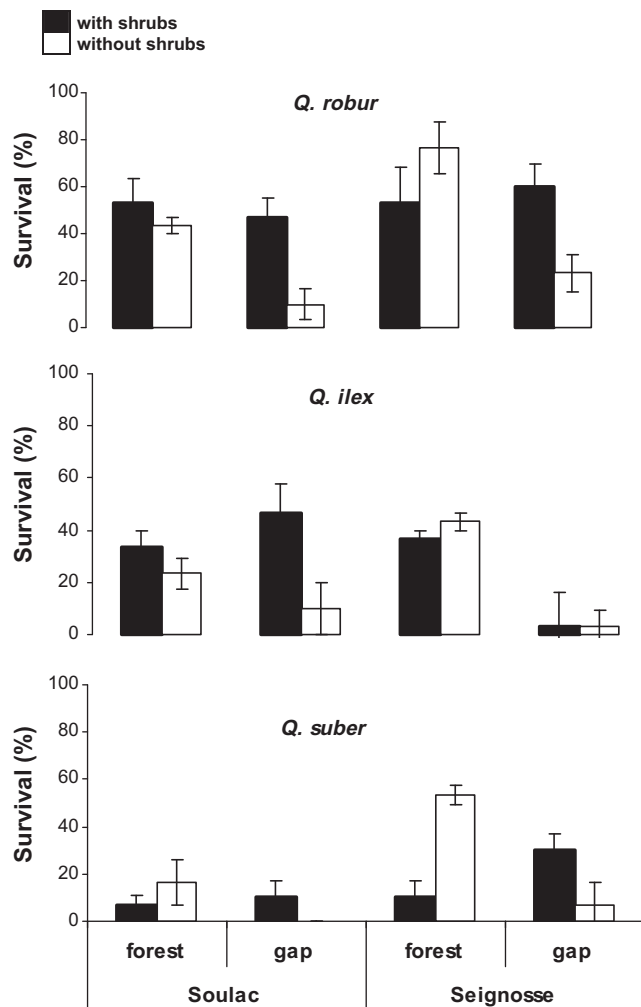 with shrubs
without shrubs
Q. robur
Survival (%)
100
80
60
40
20
0
Q. ilex
Survival (%)
100
80
60
40
20
0
Q. suber
Survival (%)
100
80
60
40
20
0
forest gap forest gap
Soulac Seignosse